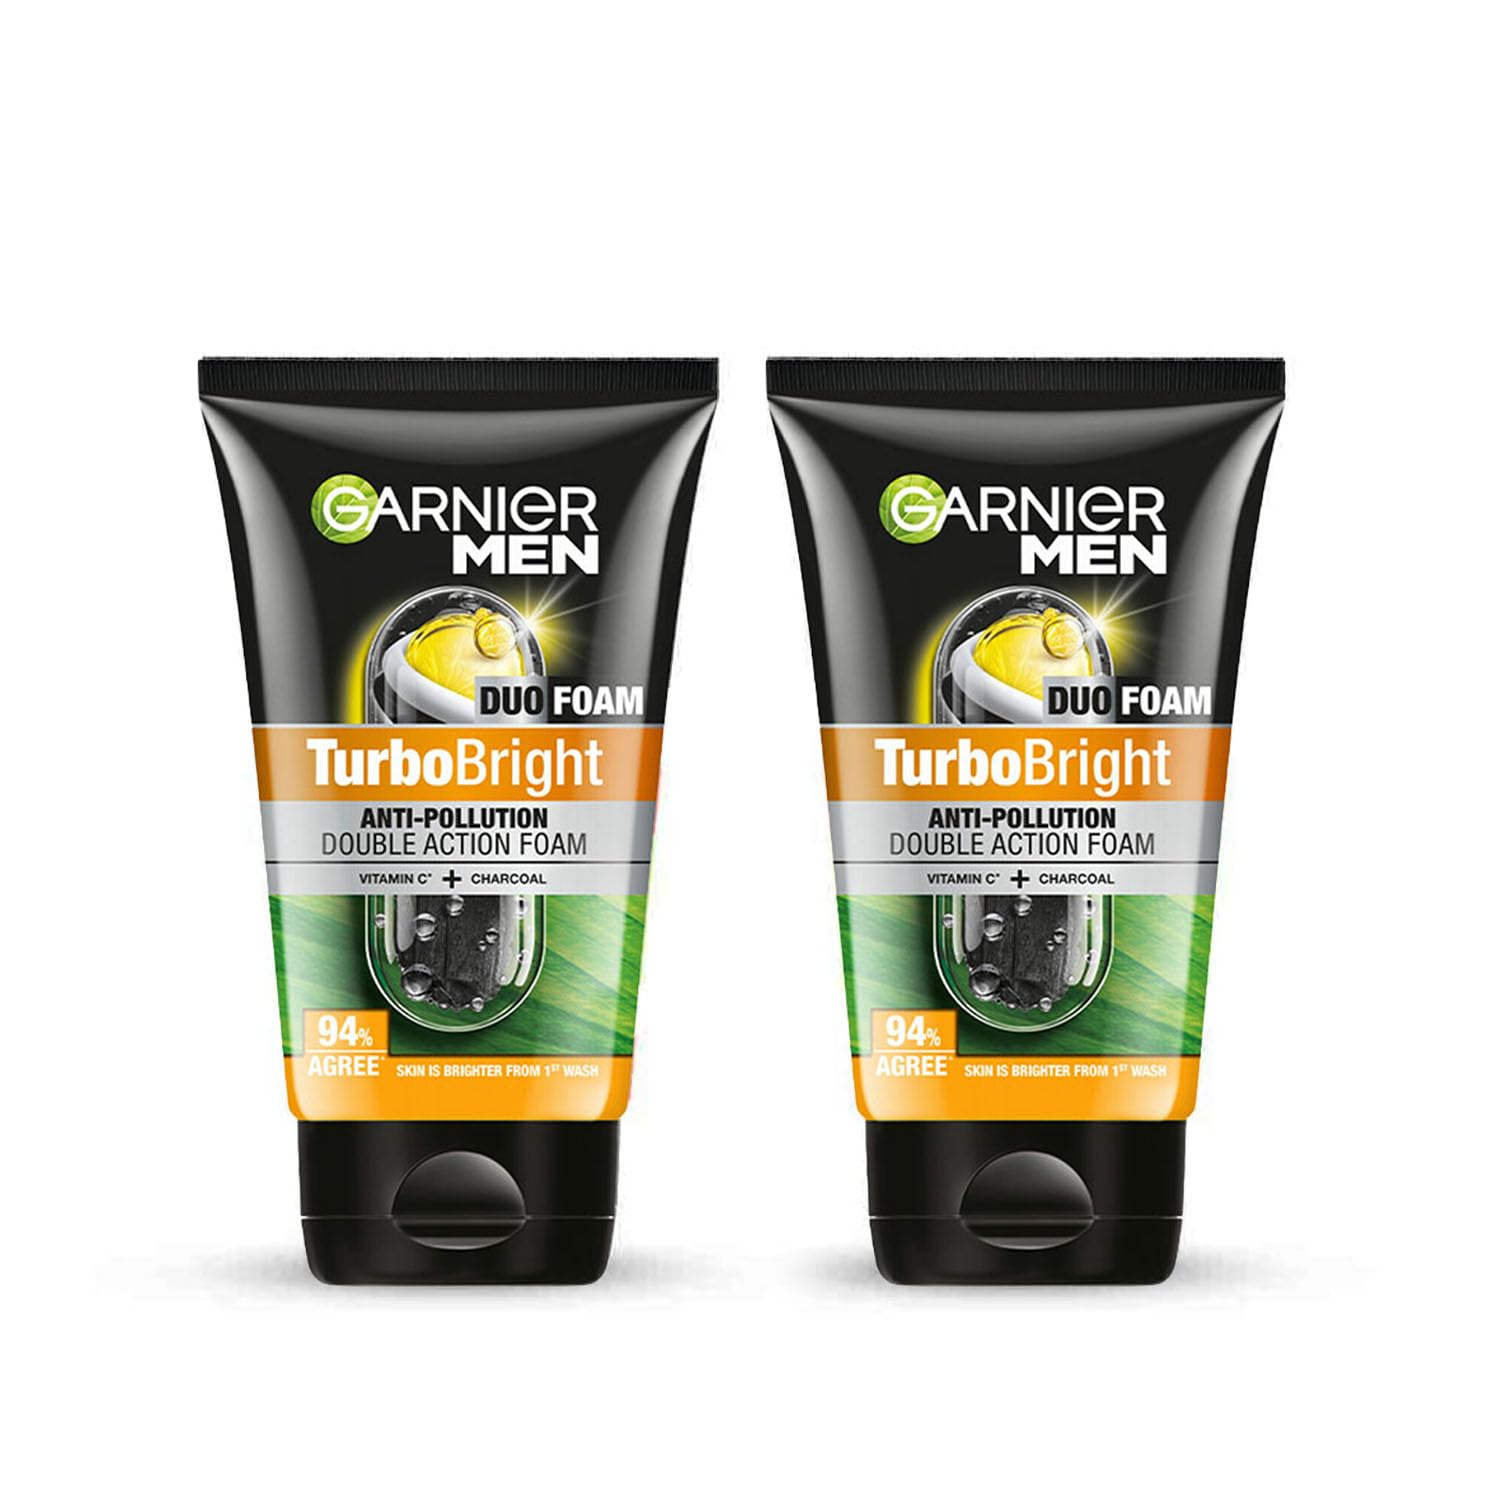 GARNIER
MEN
DUO FOAM
TurboBright
ANTI-POLLUTION
DOUBLE ACTION FOAM
VITAMIN C* + CHARCOAL
94%
AGREE^
SKIN IS BRIGHTER FROM 1ST WASH
GARNIER
MEN
DUO FOAM
TurboBright
ANTI-POLLUTION
DOUBLE ACTION FOAM
VITAMIN C* + CHARCOAL
94%
AGREE^
SKIN IS BRIGHTER FROM 1ST WASH